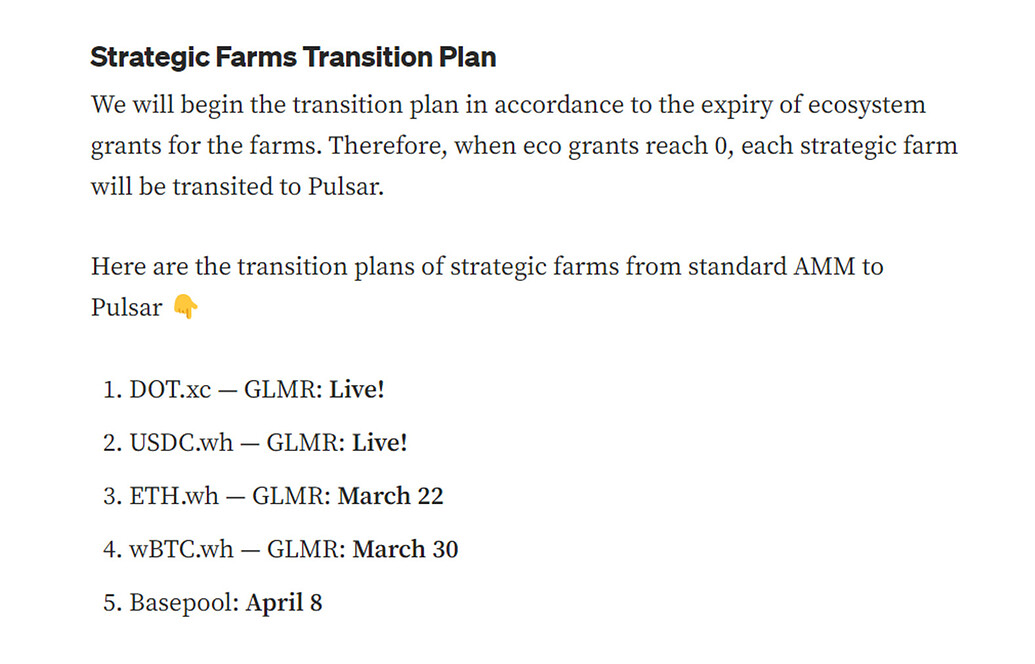 Strategic Farms Transition Plan
We will begin the transition plan in accordance to the expiry of ecosystem
grants for the farms. Therefore, when eco grants reach 0, each strategic farm
will be transited to Pulsar.
Here are the transition plans of strategic farms from standard AMM to
Pulsar 👇
1. DOT.xc — GLMR: Live!
2. USDC.wh — GLMR: Live!
3. ETH.wh — GLMR: March 22
4. wBTC.wh — GLMR: March 30
5. Basepool: April 8